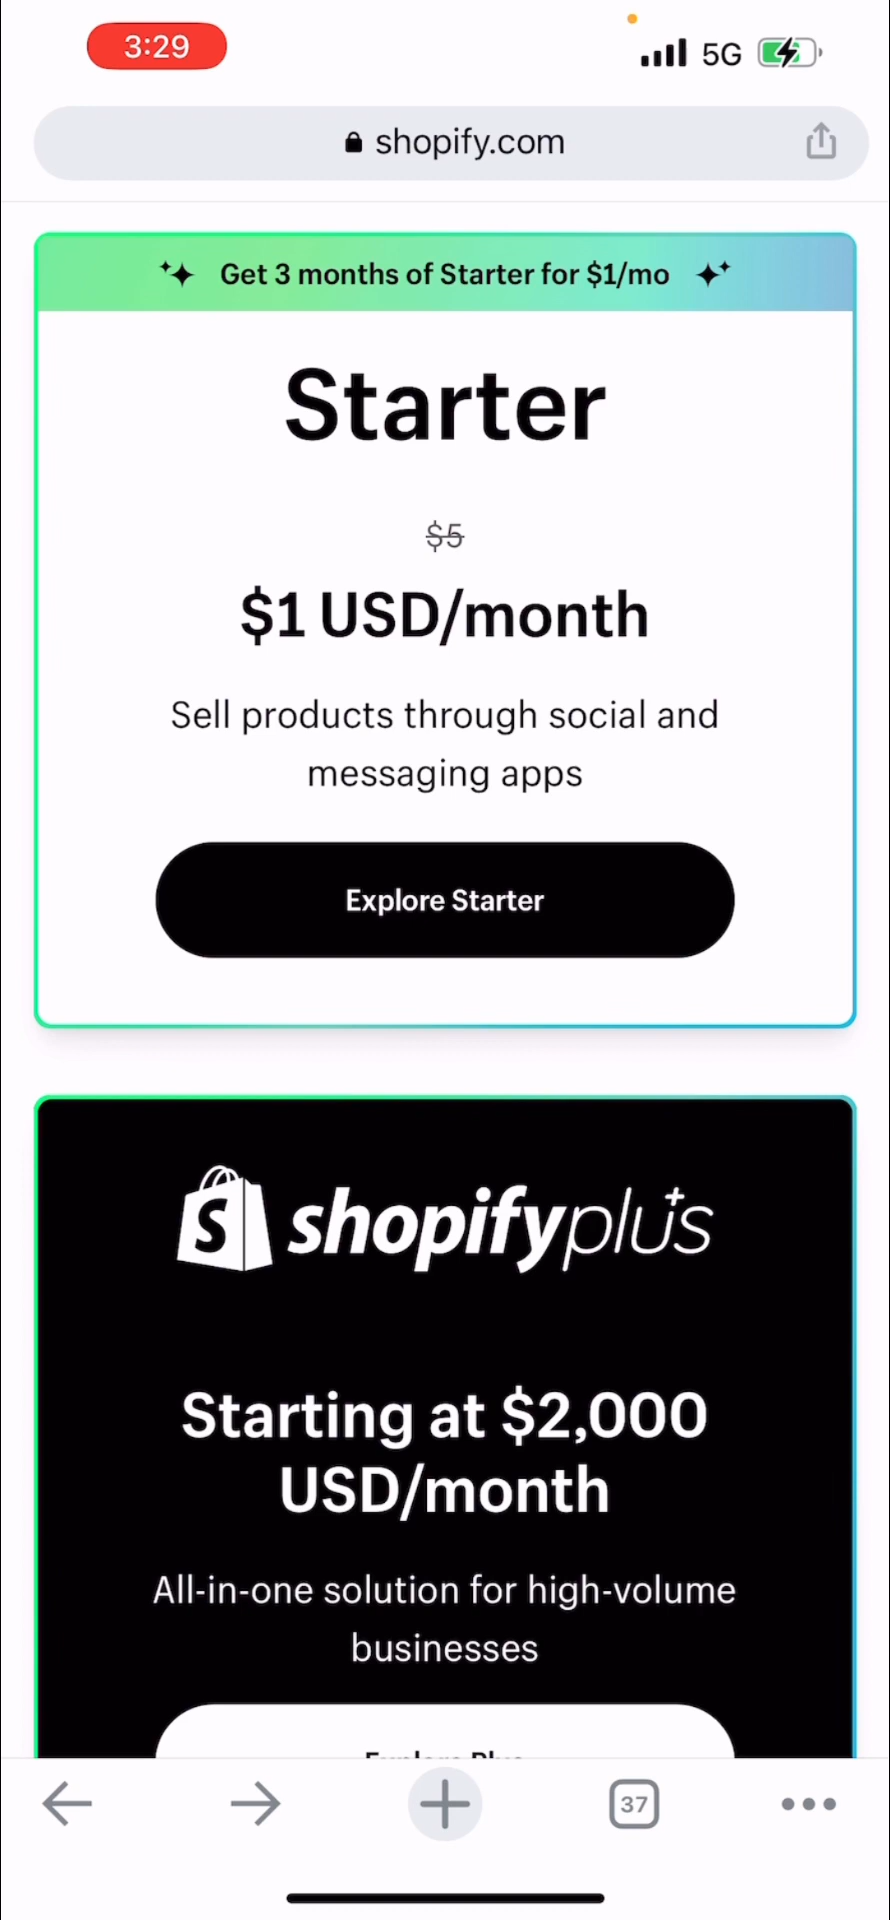 3:29
5G
shopify.com
Get 3 months of Starter for $1/mo
Starter
$5
$1 USD/month
Sell products through social and
messaging apps
Explore Starter
S shopifyplus
Starting at $2,000
USD/month
All-in-one solution for high-volume
businesses
Explore Plus
37